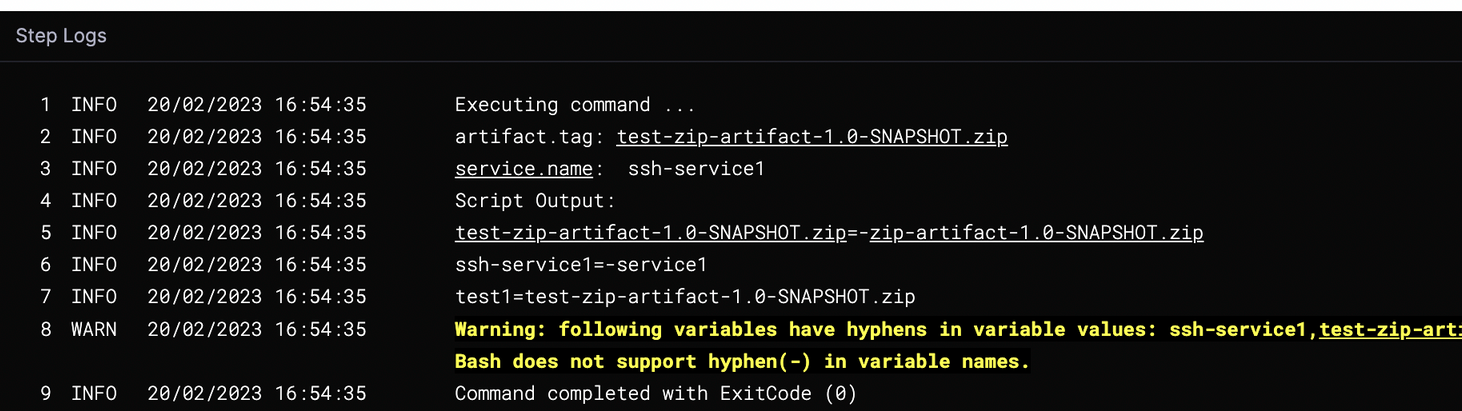 Step Logs
1 INFO 20/02/2023 16:54:35 Executing command ...
2 INFO 20/02/2023 16:54:35 artifact.tag: test-zip-artifact-1.0-SNAPSHOT.zip
3 INFO 20/02/2023 16:54:35 service.name: ssh-service1
4 INFO 20/02/2023 16:54:35 Script Output:
5 INFO 20/02/2023 16:54:35 test-zip-artifact-1.0-SNAPSHOT.zip=-zip-artifact-1.0-SNAPSHOT.zip
6 INFO 20/02/2023 16:54:35 ssh-service1=-service1
7 INFO 20/02/2023 16:54:35 test1=test-zip-artifact-1.0-SNAPSHOT.zip
8 WARN 20/02/2023 16:54:35 Warning: following variables have hyphens in variable values: ssh-service1,test-zip-art
Bash does not support hyphen(-) in variable names.
9 INFO 20/02/2023 16:54:35 Command completed with ExitCode (0)